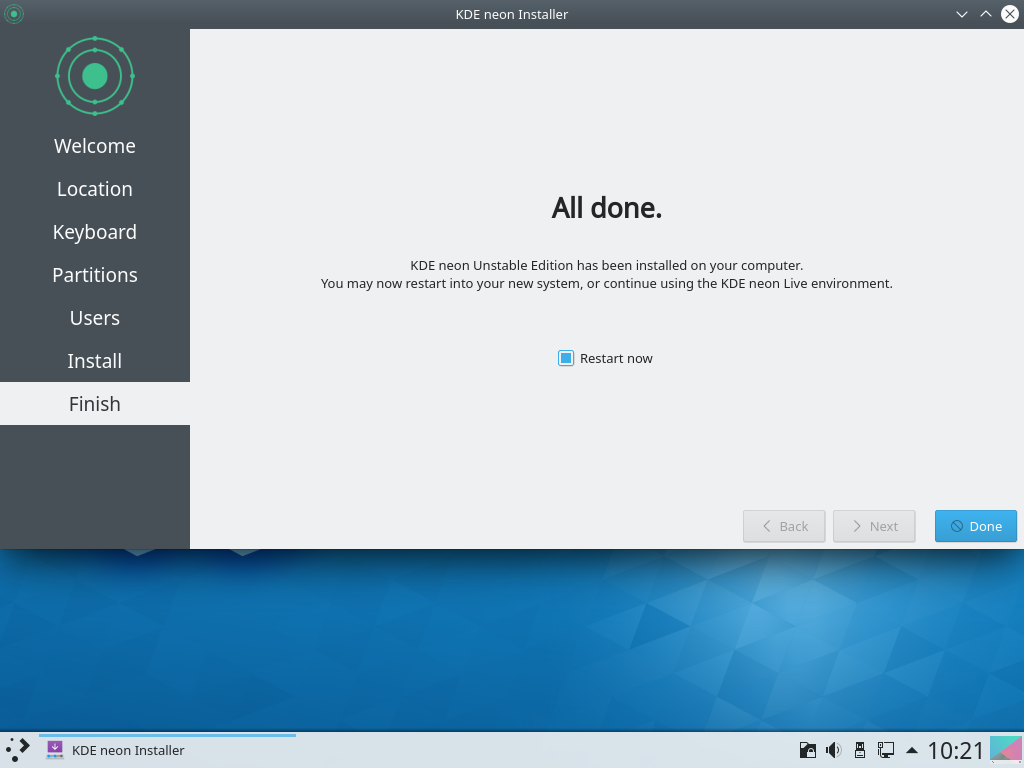 KDE neon Installer
Welcome
Location
Keyboard
Partitions
Users
Install
Finish
All done.
KDE neon Unstable Edition has been installed on your computer.
You may now restart into your new system, or continue using the KDE neon Live environment.
Restart now
Back
Next
Done
KDE neon Installer
10:21